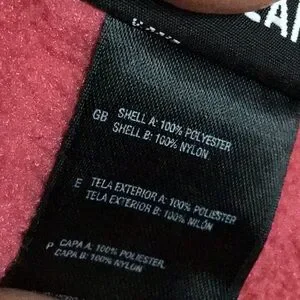 GB SHELL A: 100% POLYESTER
SHELL B: 100% NYLON
E TELA EXTERIOR A: 100% POLIESTER
TELA EXTERIOR B: 100% NILÓN
P CAPA A: 100% POLIESTER
CAPA B: 100% NYLON